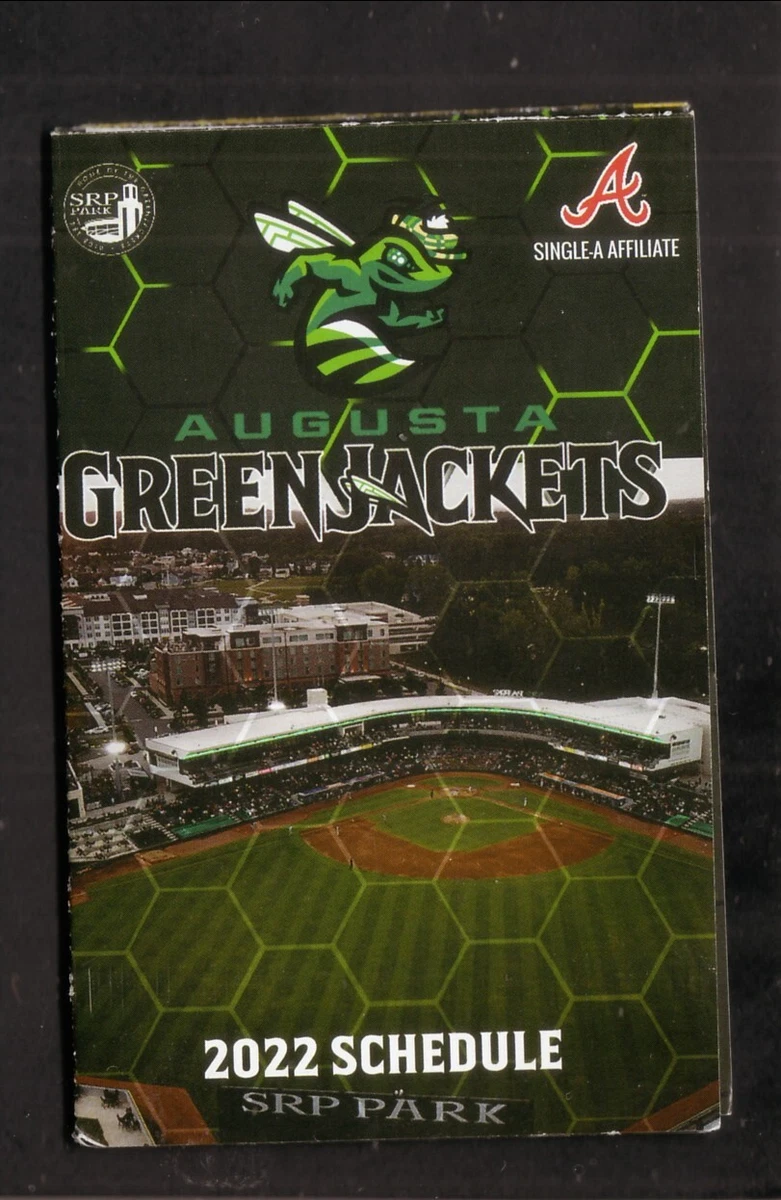 SRP
PARK
A
SINGLE-A AFFILIATE
AUGUSTA
GREENJACKETS
2022 SCHEDULE
SRP PARK